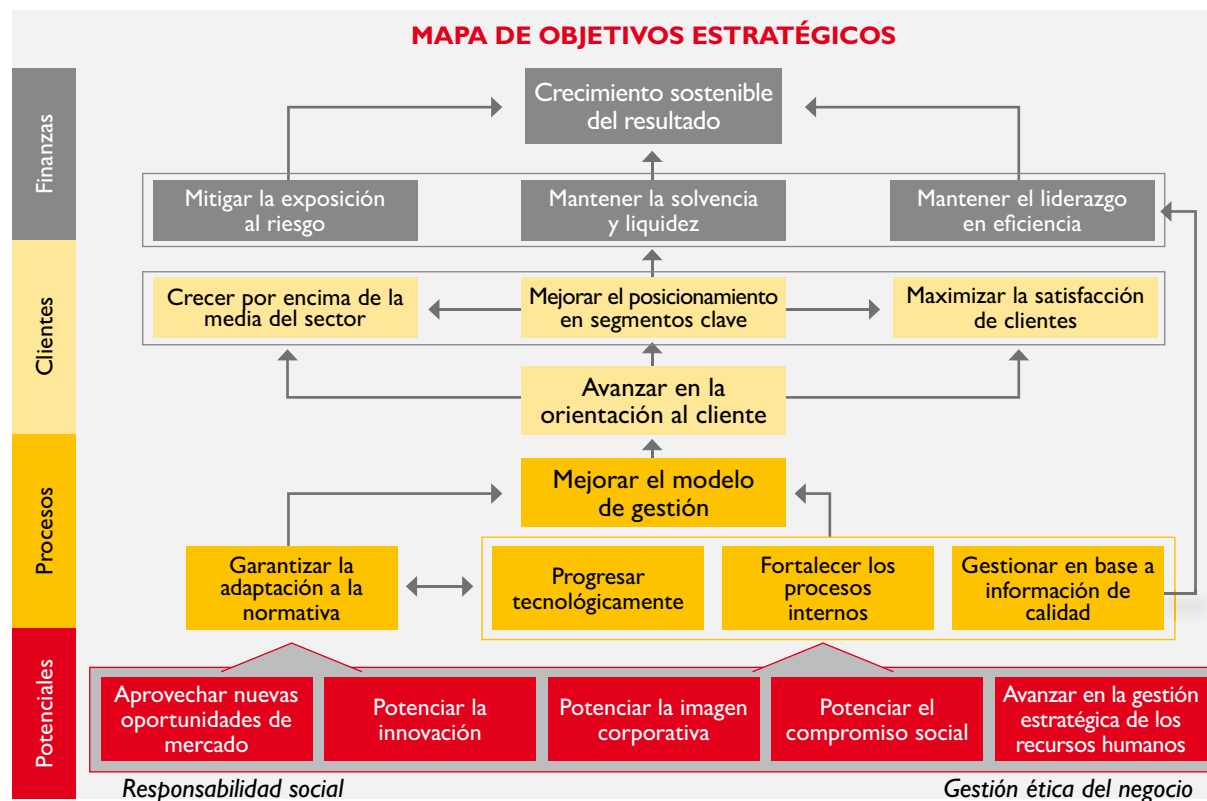 MAPA DE OBJETIVOS ESTRATÉGICOS
Finanzas
Crecimiento sostenible
del resultado
Mitigar la exposición
al riesgo
Mantener la solvencia
y liquidez
Mantener el liderazgo
en eficiencia
Clientes
Crecer por encima de la
media del sector
Mejorar el posicionamiento
en segmentos clave
Maximizar la satisfacción
de clientes
Avanzar en la
orientación al cliente
Procesos
Mejorar el modelo
de gestión
Garantizar la
adaptación a la
normativa
Progresar
tecnológicamente
Fortalecer los
procesos
internos
Gestionar en base a
información de
calidad
Potenciales
Aprovechar nuevas
oportunidades de
mercado
Potenciar la
innovación
Potenciar la imagen
corporativa
Potenciar el
compromiso social
Avanzar en la gestión
estratégica de los
recursos humanos
Responsabilidad social
Gestión ética del negocio